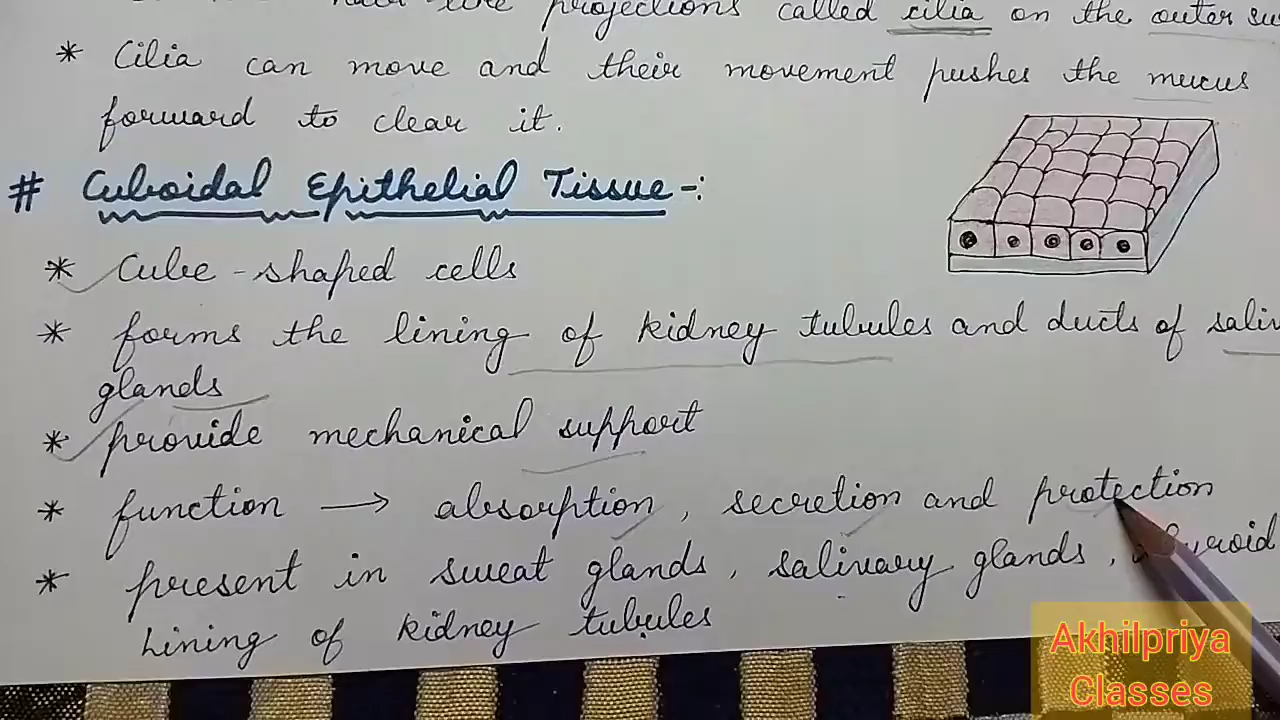 projections called cilia on the outer
* Cilia can move and their movement pushes the mucus
forward to clear it.
# Cuboidal Epithelial Tissue -:
* Cube-shaped cells
* forms the lining of kidney tubules and ducts of
glands
* provide mechanical support
* function → absorption, secretion and protection
* present in sweat glands, salivary glands,
Lining of kidney tubules
Akhilpriya
Classes